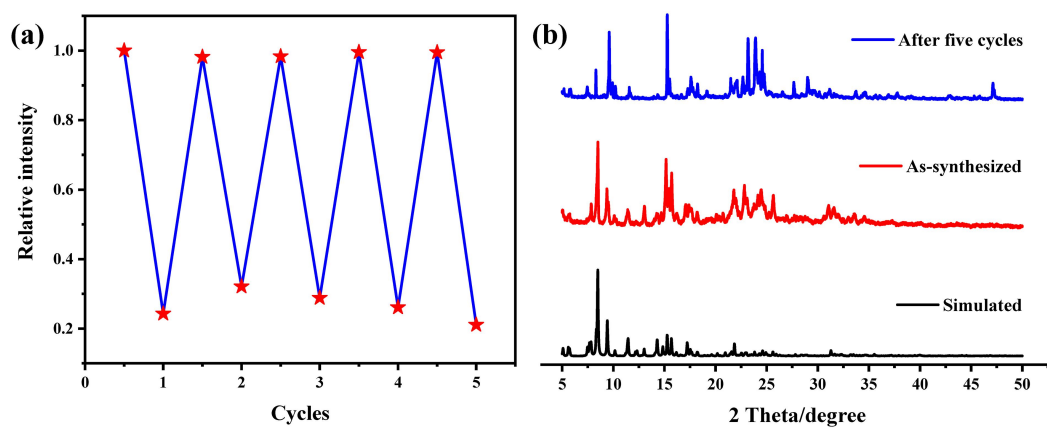 (a)
Relative intensity
1.0
0.8
0.6
0.4
0.2
0 1 2 3 4 5
Cycles
(b)
After five cycles
As-synthesized
Simulated
5 10 15 20 25 30 35 40 45 50
2 Theta/degree